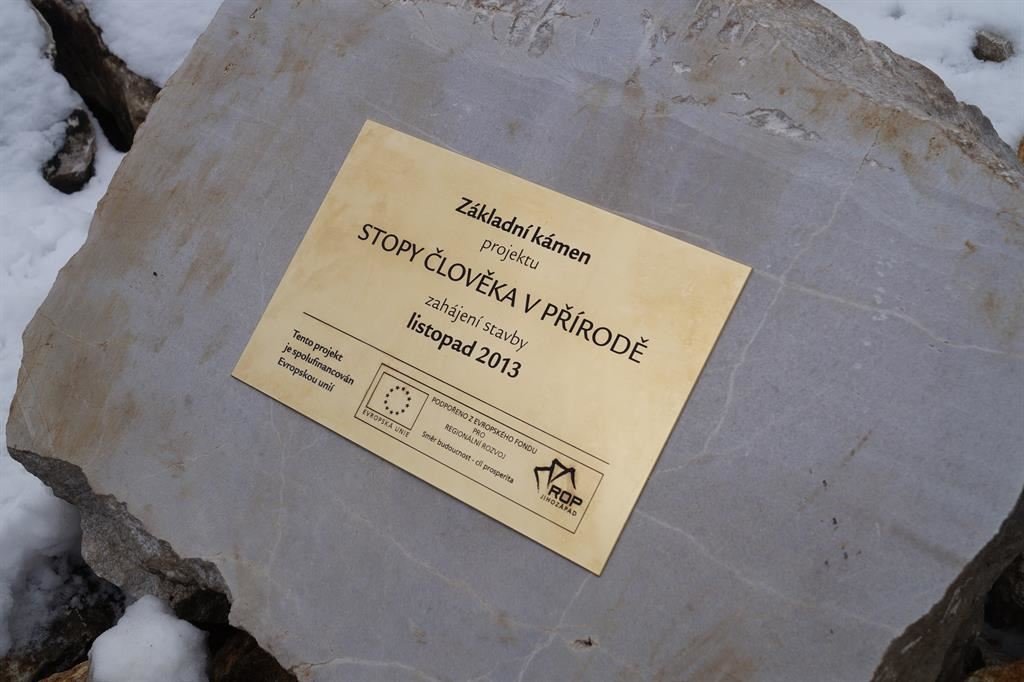 Základní kámen
projektu
STOPY ČLOVĚKA V PŘÍRODĚ
zahájení stavby
listopad 2013
Tento projekt
je spolufinancován
Evropskou unií
EVROPSKÁ UNIE
PODPOŘENO Z EVROPSKÉHO FONDU
PRO
REGIONÁLNÍ ROZVOJ
Směr budoucnost - cíl prosperita
ROP
JIHOZÁPAD